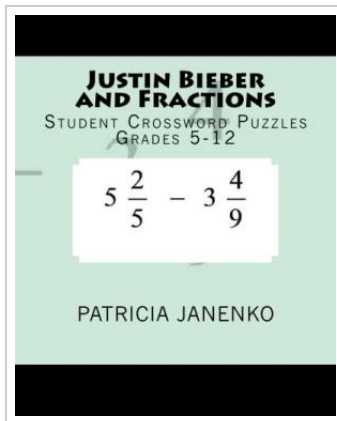 JUSTIN BIEBER
AND FRACTIONS
STUDENT CROSSWORD PUZZLES
GRADES 5-12
5 2/5 – 3 4/9
PATRICIA JANENKO